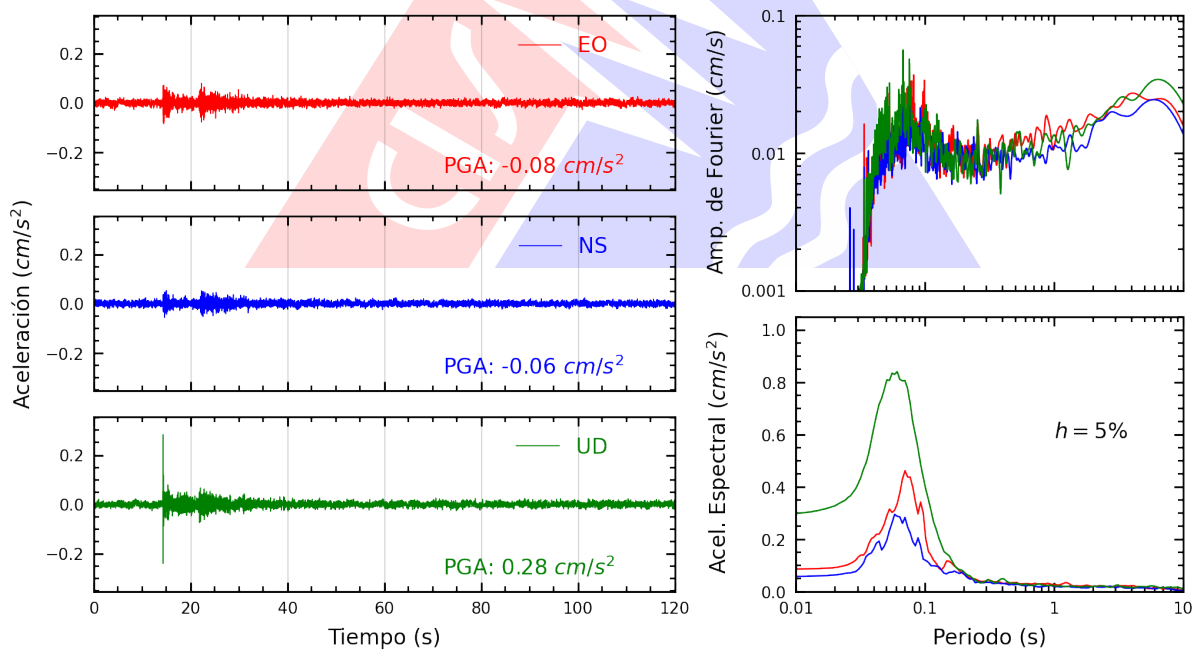 Aceleración (cm/s²)
0.2
0.0
−0.2
EO
PGA: -0.08 cm/s²
0.2
0.0
−0.2
NS
PGA: -0.06 cm/s²
0.2
0.0
−0.2
UD
PGA: 0.28 cm/s²
0 20 40 60 80 100 120
Tiempo (s)
Amp. de Fourier (cm/s)
0.1
0.01
0.001
Acel. Espectral (cm/s²)
1.0
0.8
0.6
0.4
0.2
0.0
h = 5%
0.01 0.1 1 10
Periodo (s)